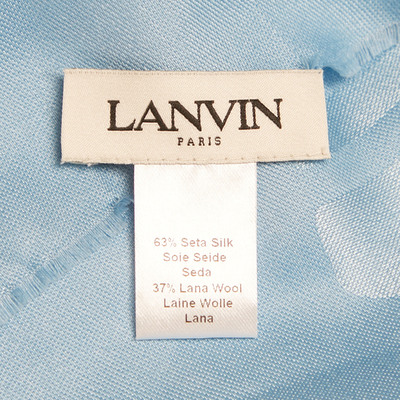 LANVIN
PARIS
63% Seta Silk
Soie Seide
Seda
37% Lana Wool
Laine Wolle
Lana